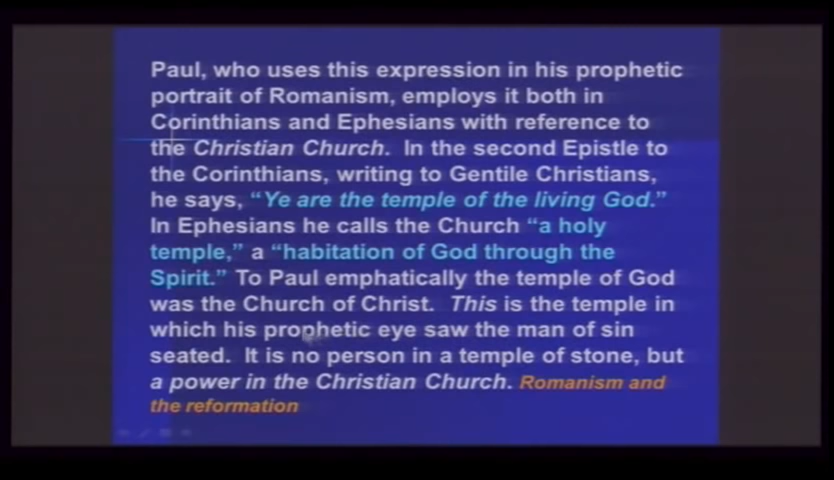 Paul, who uses this expression in his prophetic
portrait of Romanism, employs it both in
Corinthians and Ephesians with reference to
the Christian Church. In the second Epistle to
the Corinthians, writing to Gentile Christians,
he says, “Ye are the temple of the living God.”
In Ephesians he calls the Church “a holy
temple,” a “habitation of God through the
Spirit.” To Paul emphatically the temple of God
was the Church of Christ. This is the temple in
which his prophetic eye saw the man of sin
seated. It is no person in a temple of stone, but
a power in the Christian Church. Romanism and
the reformation